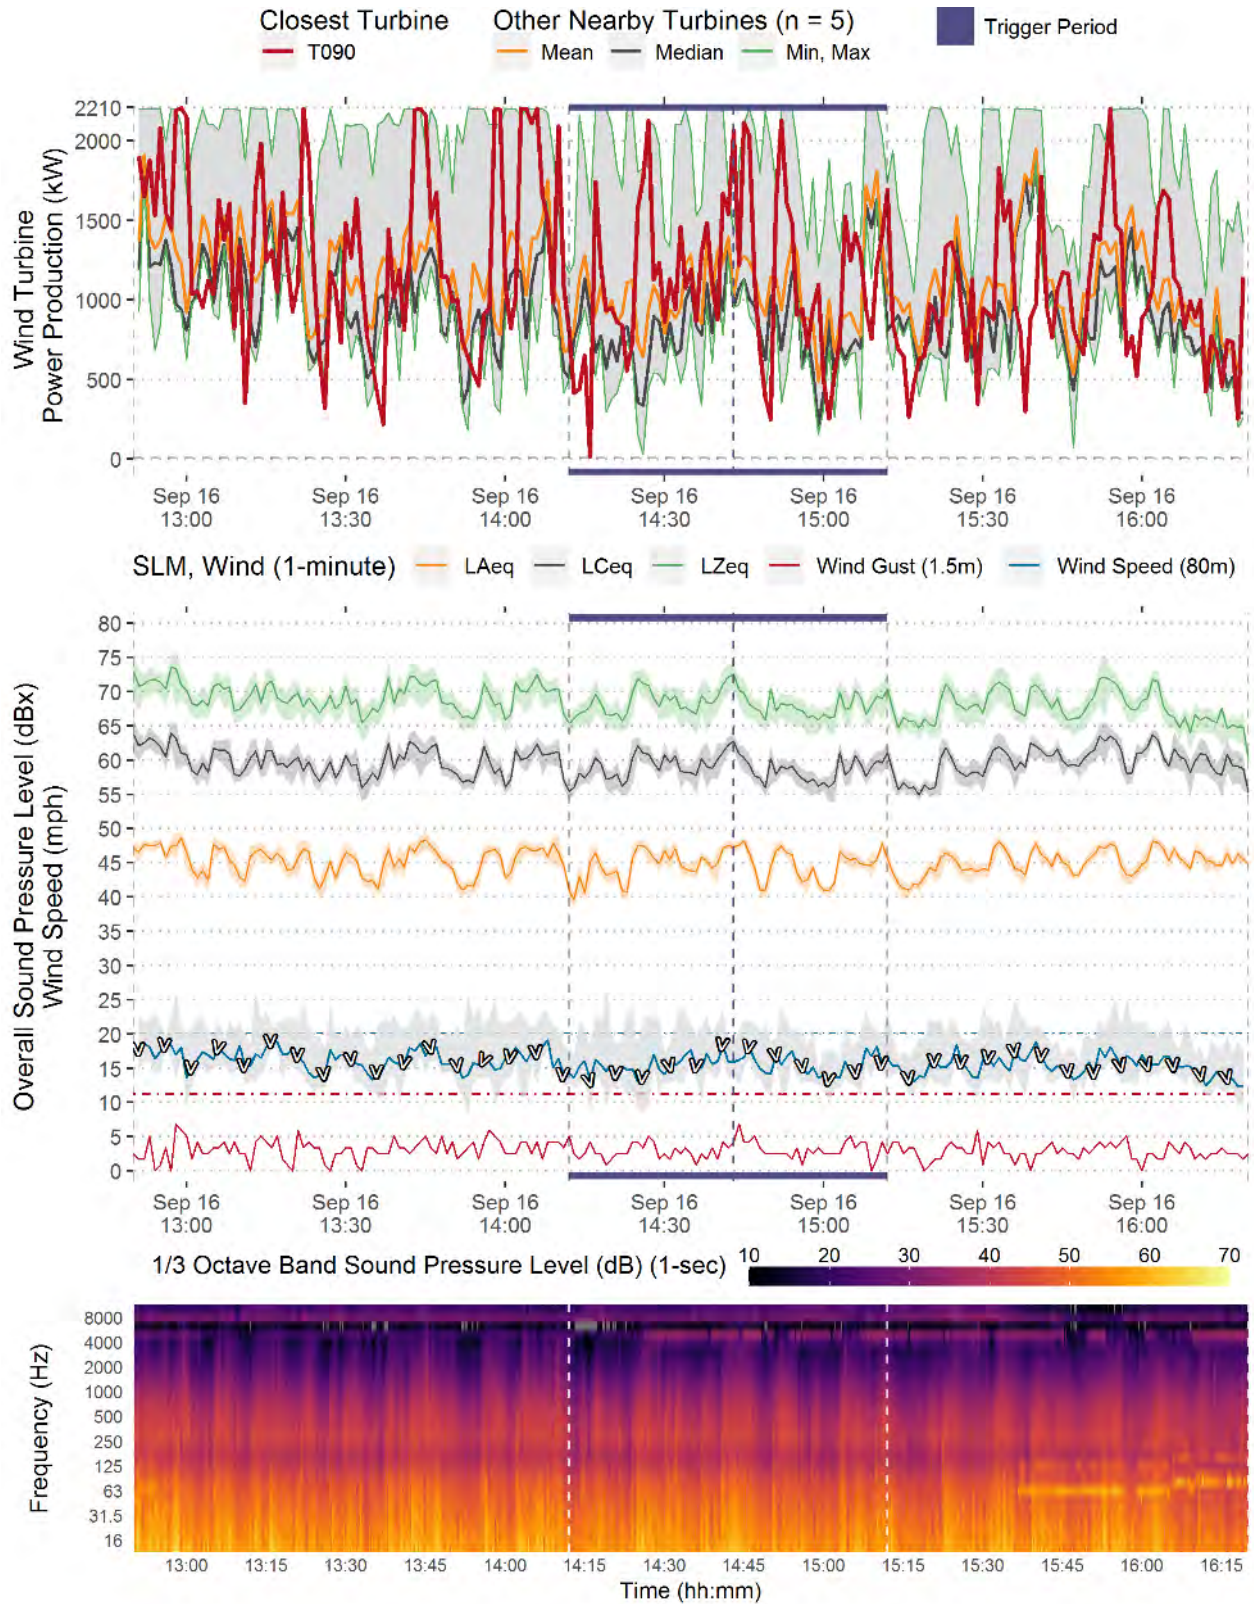 Closest Turbine
Other Nearby Turbines (n = 5)
Trigger Period
T090
Mean
Median
Min, Max
Wind Turbine
Power Production (kW)
2210
2000
1500
1000
500
0
Sep 16
13:00
Sep 16
13:30
Sep 16
14:00
Sep 16
14:30
Sep 16
15:00
Sep 16
15:30
Sep 16
16:00
SLM, Wind (1-minute)
LAeq
LCeq
LZeq
Wind Gust (1.5m)
Wind Speed (80m)
Overall Sound Pressure Level (dBx)
Wind Speed (mph)
80
75
70
65
60
55
50
45
40
35
30
25
20
15
10
5
0
Sep 16
13:00
Sep 16
13:30
Sep 16
14:00
Sep 16
14:30
Sep 16
15:00
Sep 16
15:30
Sep 16
16:00
1/3 Octave Band Sound Pressure Level (dB) (1-sec)
10 20 30 40 50 60 70
Frequency (Hz)
8000
4000
2000
1000
500
250
125
63
31.5
16
13:00 13:15 13:30 13:45 14:00 14:15 14:30 14:45 15:00 15:15 15:30 15:45 16:00 16:15
Time (hh:mm)